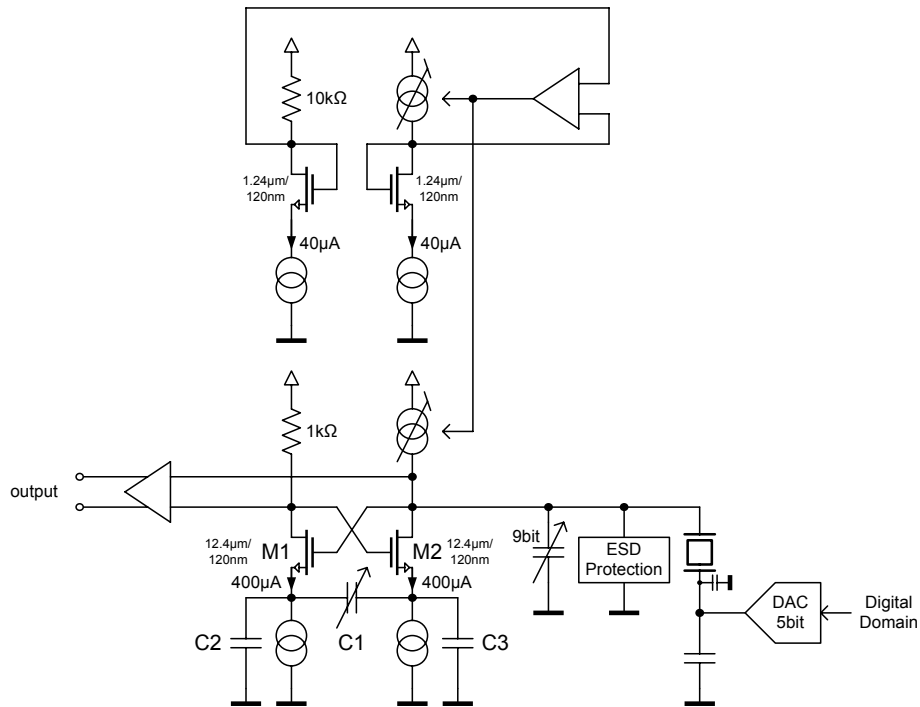 10kΩ
1.24µm/
120nm
1.24µm/
120nm
40µA
40µA
1kΩ
output
12.4µm/
120nm
M1
M2
12.4µm/
120nm
400µA
400µA
C2
C1
C3
9bit
ESD
Protection
DAC
5bit
Digital
Domain